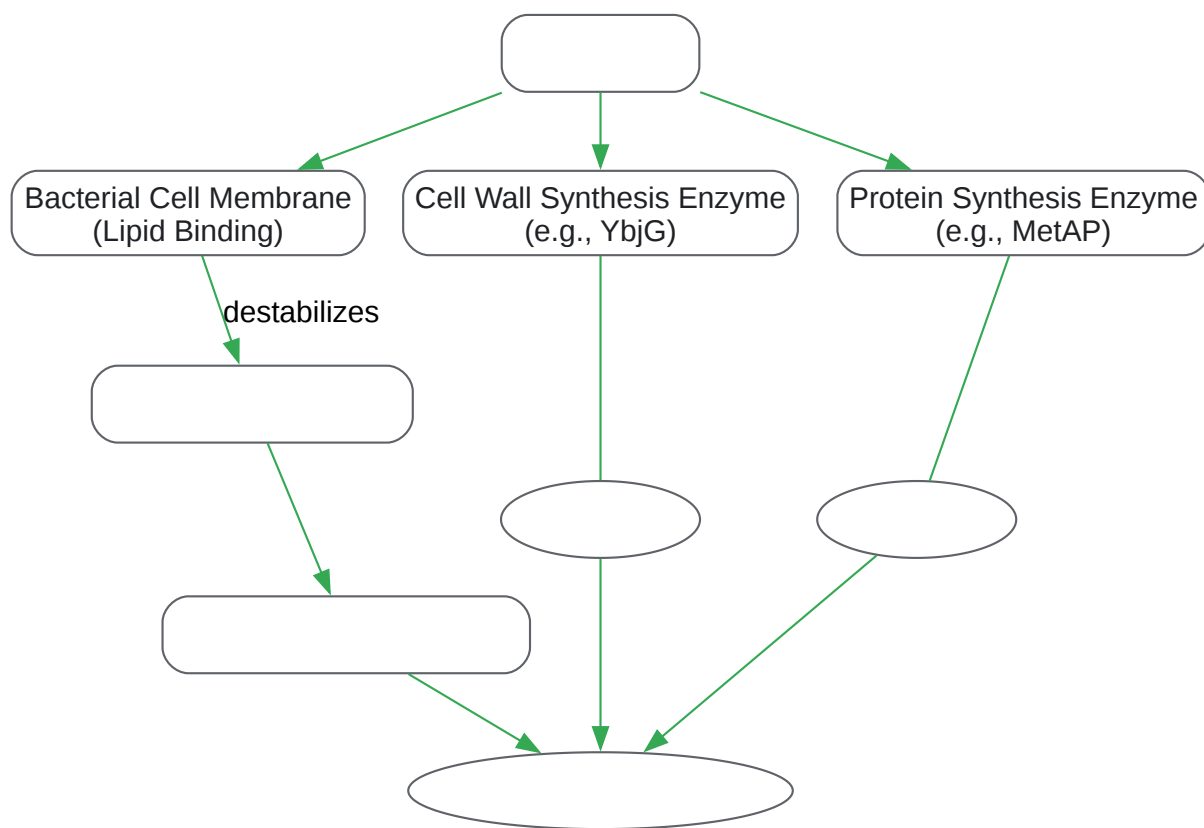 Bacterial Cell Membrane
(Lipid Binding)
Cell Wall Synthesis Enzyme
(e.g., YbjG)
Protein Synthesis Enzyme
(e.g., MetAP)
destabilizes